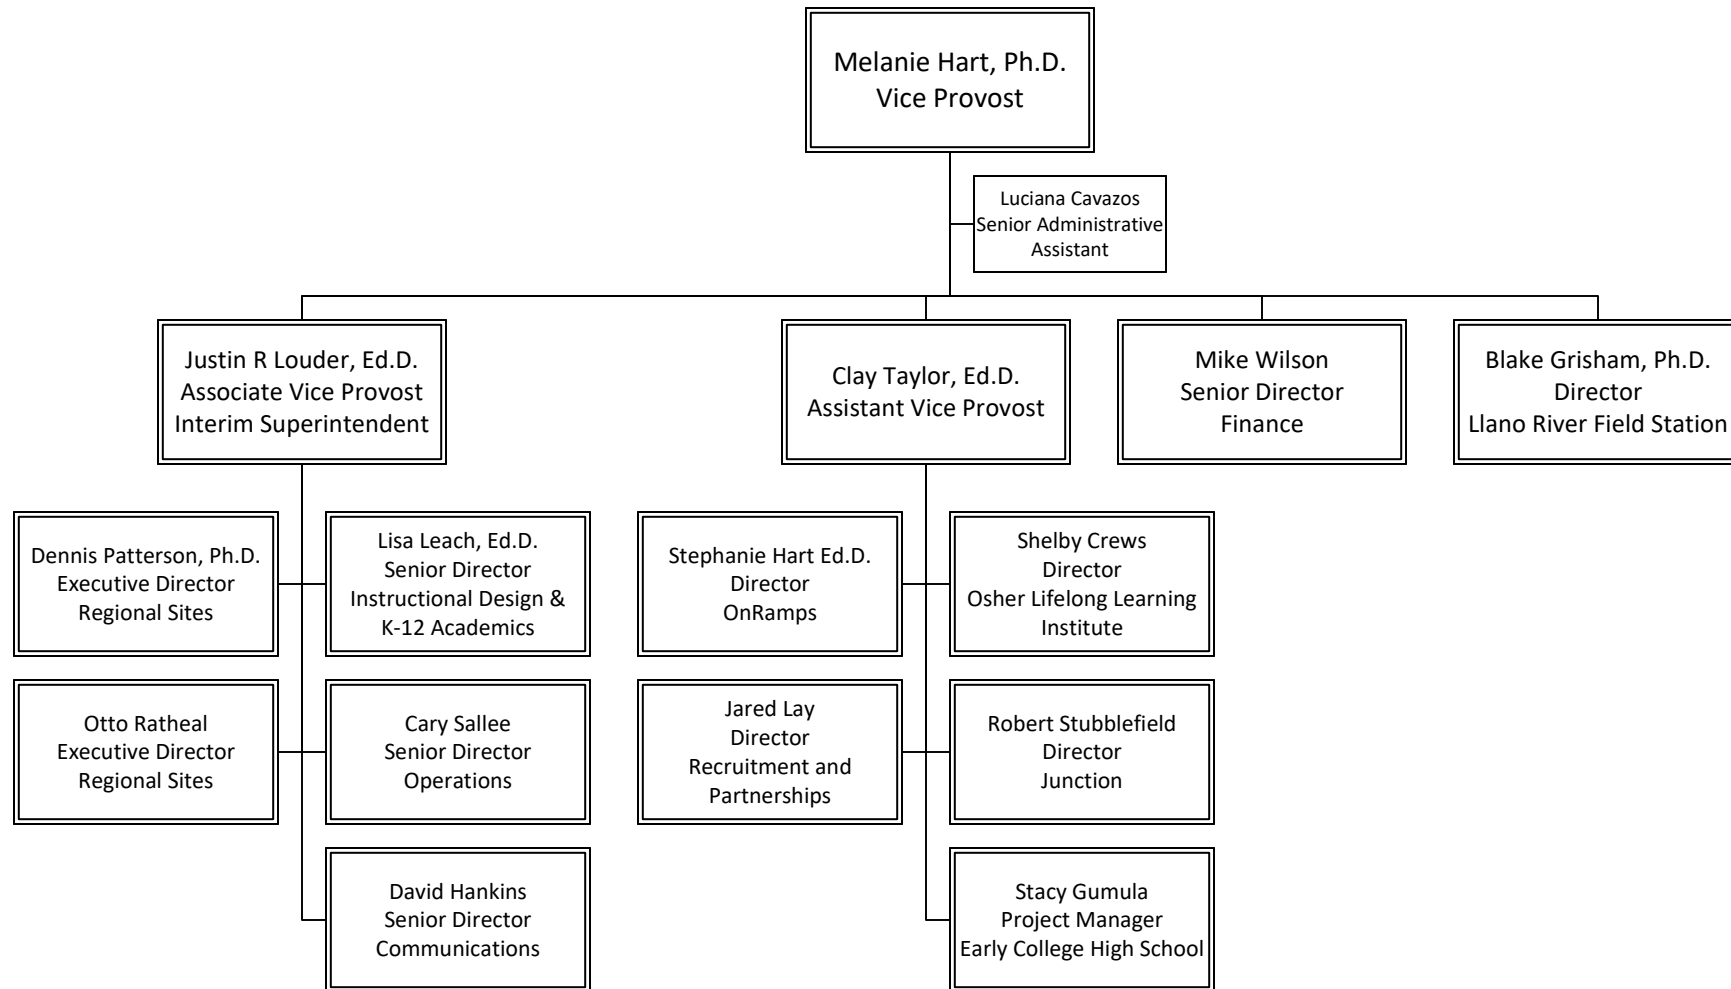 Melanie Hart, Ph.D.
Vice Provost
Luciana Cavazos
Senior Administrative
Assistant
Justin R Louder, Ed.D.
Associate Vice Provost
Interim Superintendent
Clay Taylor, Ed.D.
Assistant Vice Provost
Mike Wilson
Senior Director
Finance
Blake Grisham, Ph.D.
Director
Llano River Field Station
Dennis Patterson, Ph.D.
Executive Director
Regional Sites
Lisa Leach, Ed.D.
Senior Director
Instructional Design &
K-12 Academics
Stephanie Hart Ed.D.
Director
OnRamps
Shelby Crews
Director
Osher Lifelong Learning
Institute
Otto Ratheal
Executive Director
Regional Sites
Cary Sallee
Senior Director
Operations
Jared Lay
Director
Recruitment and
Partnerships
Robert Stubblefield
Director
Junction
David Hankins
Senior Director
Communications
Stacy Gumula
Project Manager
Early College High School